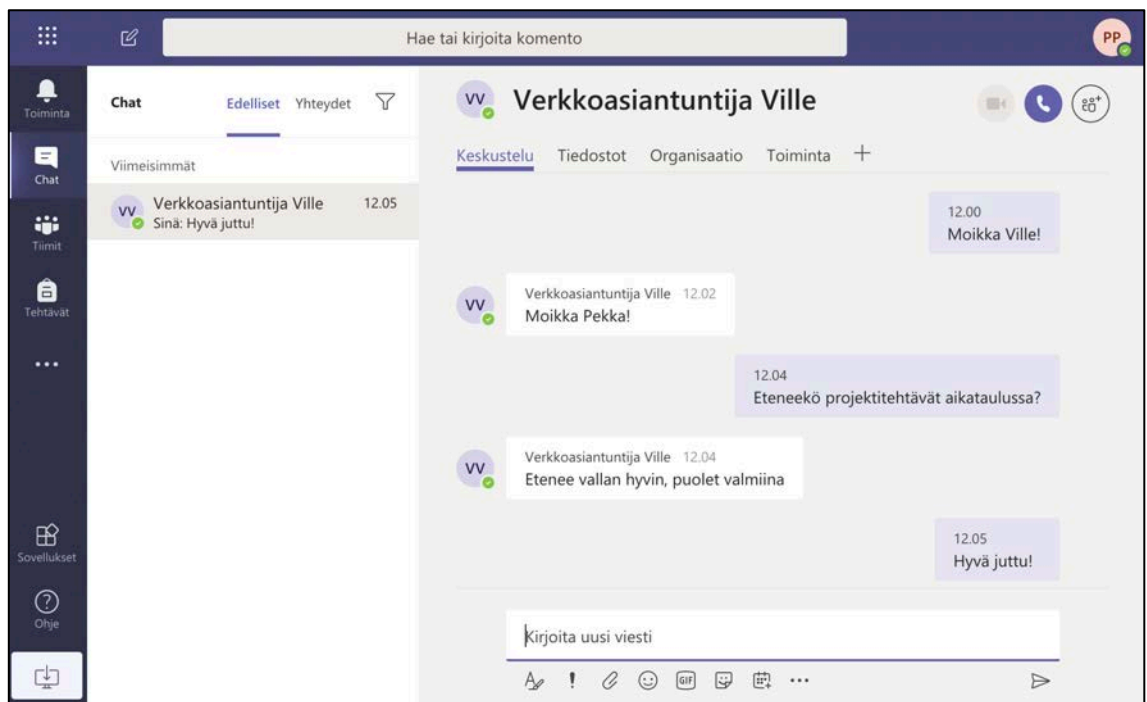 Hae tai kirjoita komento
PP
Toiminta
Chat
Tiimit
Tehtävät
Sovellukset
Ohje
Chat
Edelliset Yhteydet
Viimeisimmät
VV
Verkkoasiantuntija Ville 12.05
Sinä: Hyvä juttu!
VV
Verkkoasiantuntija Ville
Keskustelu Tiedostot Organisaatio Toiminta +
12.00
Moikka Ville!
VV
Verkkoasiantuntija Ville 12.02
Moikka Pekka!
12.04
Eteneekö projektitehtävät aikataulussa?
VV
Verkkoasiantuntija Ville 12.04
Etenee vallan hyvin, puolet valmiina
12.05
Hyvä juttu!
Kirjoita uusi viesti
GIF